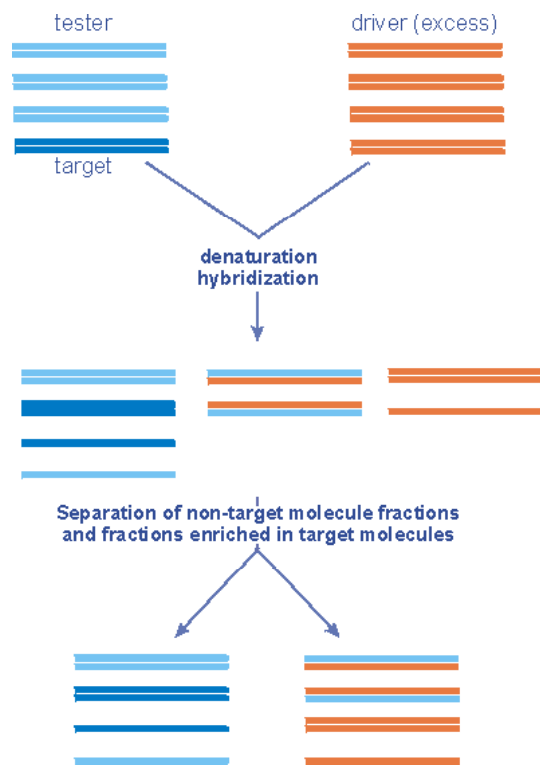 tester
driver (excess)
target
denaturation
hybridization
Separation of non-target molecule fractions
and fractions enriched in target molecules